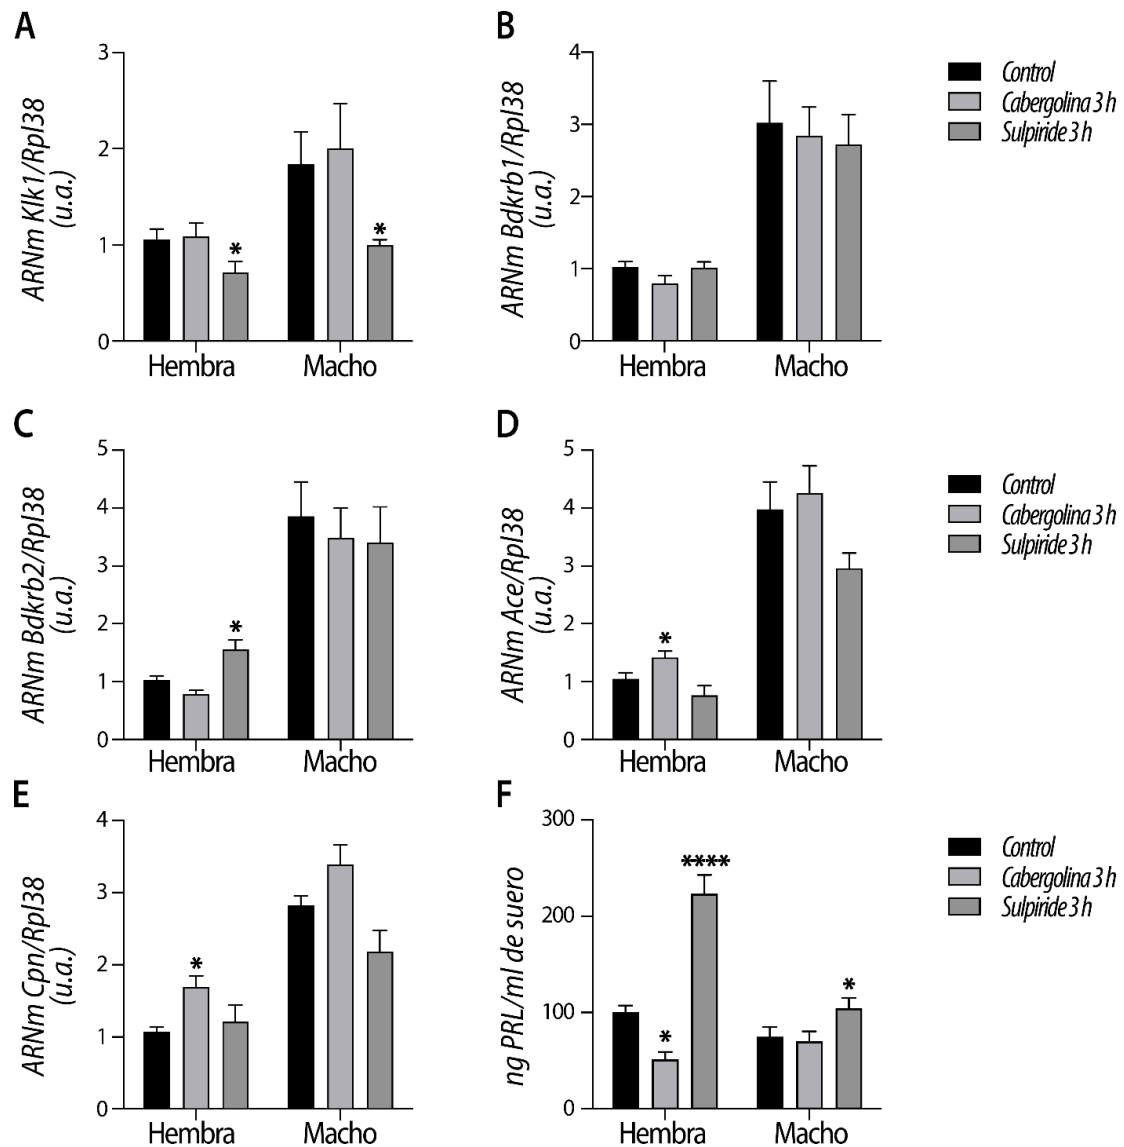 A
ARNm Klk1/Rpl38
(u.a.)
3
2
1
0
*
*
Hembra
Macho
B
ARNm Bdkrb1/Rpl38
(u.a.)
4
3
2
1
0
Hembra
Macho
Control
Cabergolina 3 h
Sulpiride 3 h
C
ARNm Bdkrb2/Rpl38
(u.a.)
5
4
3
2
1
0
*
Hembra
Macho
D
ARNm Ace/Rpl38
(u.a.)
5
4
3
2
1
0
*
Hembra
Macho
Control
Cabergolina 3 h
Sulpiride 3 h
E
ARNm Cpn/Rpl38
(u.a.)
4
3
2
1
0
*
Hembra
Macho
F
ng PRL/ml de suero
300
200
100
0
*
****
*
Hembra
Macho
Control
Cabergolina 3 h
Sulpiride 3 h